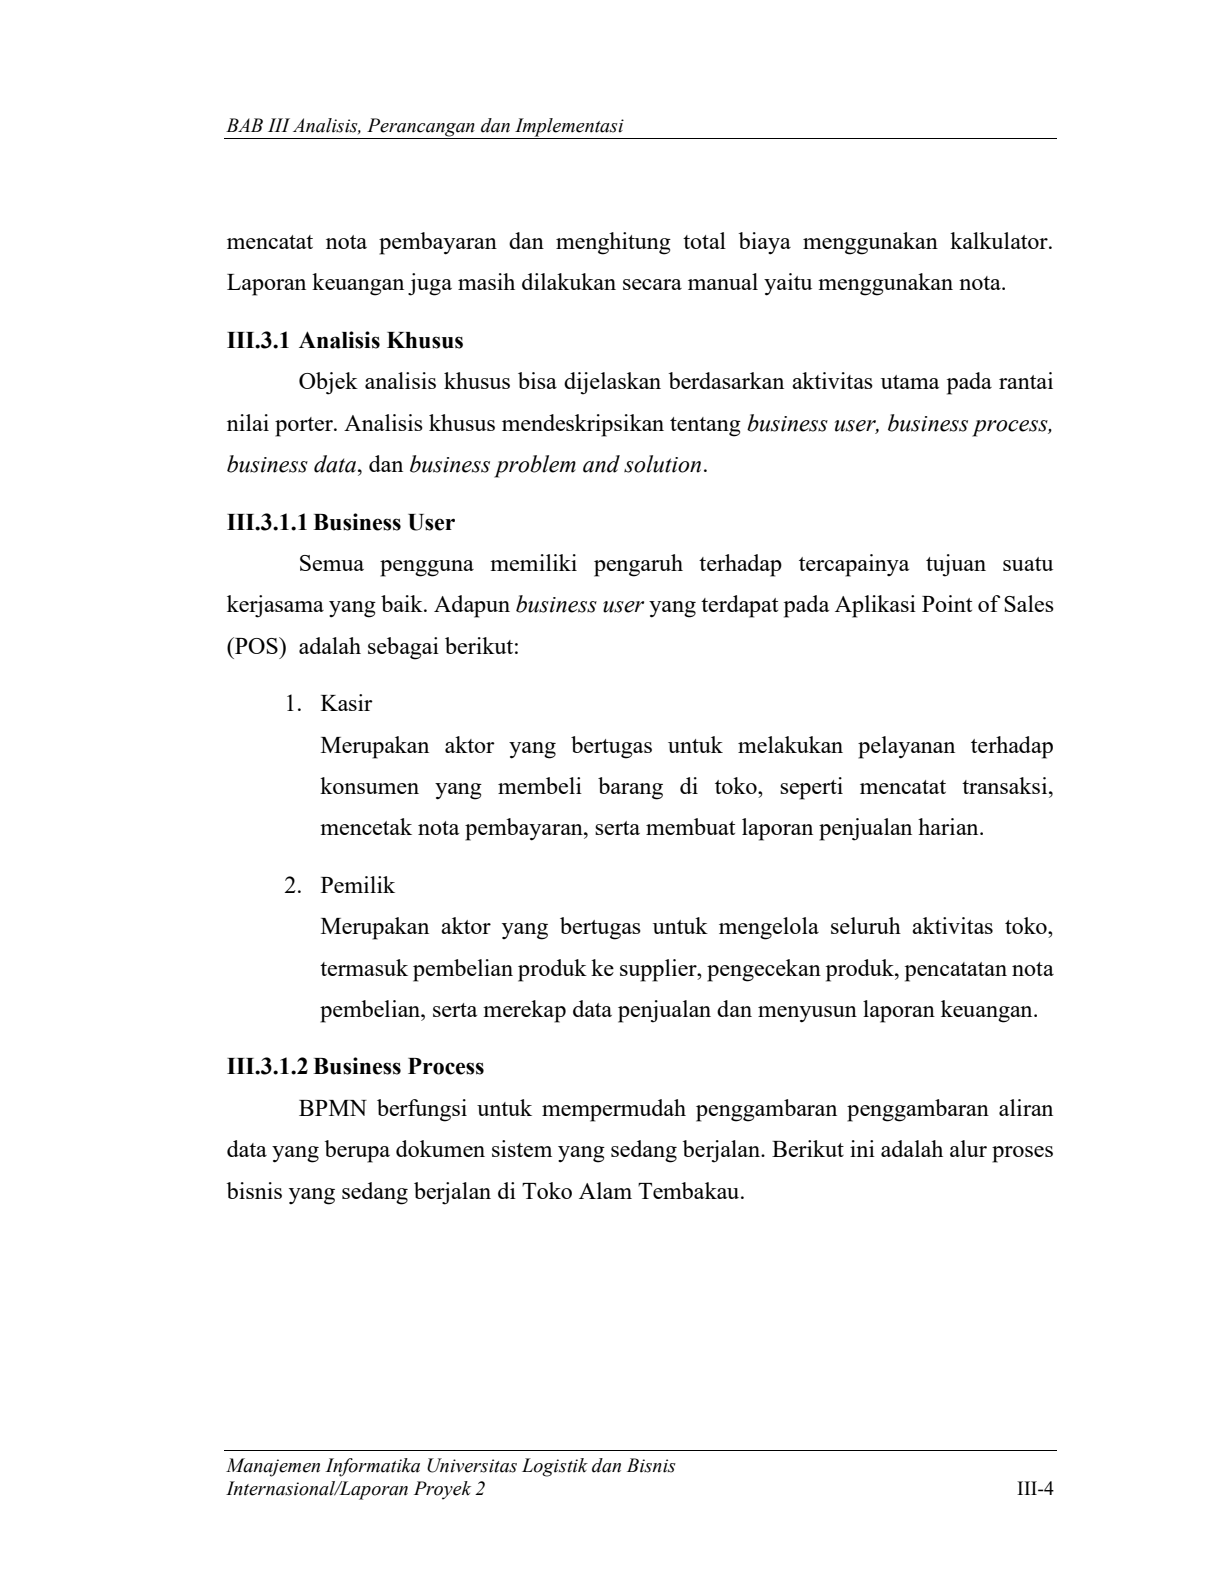 BAB III Analisis, Perancangan dan Implementasi
mencatat nota pembayaran dan menghitung total biaya menggunakan kalkulator.
Laporan keuangan juga masih dilakukan secara manual yaitu menggunakan nota.
III.3.1 Analisis Khusus
Objek analisis khusus bisa dijelaskan berdasarkan aktivitas utama pada rantai
nilai porter. Analisis khusus mendeskripsikan tentang business user, business process,
business data, dan business problem and solution.
III.3.1.1 Business User
Semua pengguna memiliki pengaruh terhadap tercapainya tujuan suatu
kerjasama yang baik. Adapun business user yang terdapat pada Aplikasi Point of Sales
(POS) adalah sebagai berikut:
1. Kasir
Merupakan aktor yang bertugas untuk melakukan pelayanan terhadap
konsumen yang membeli barang di toko, seperti mencatat transaksi,
mencetak nota pembayaran, serta membuat laporan penjualan harian.
2. Pemilik
Merupakan aktor yang bertugas untuk mengelola seluruh aktivitas toko,
termasuk pembelian produk ke supplier, pengecekan produk, pencatatan nota
pembelian, serta merekap data penjualan dan menyusun laporan keuangan.
III.3.1.2 Business Process
BPMN berfungsi untuk mempermudah penggambaran penggambaran aliran
data yang berupa dokumen sistem yang sedang berjalan. Berikut ini adalah alur proses
bisnis yang sedang berjalan di Toko Alam Tembakau.
Manajemen Informatika Universitas Logistik dan Bisnis
Internasional/Laporan Proyek 2 III-4